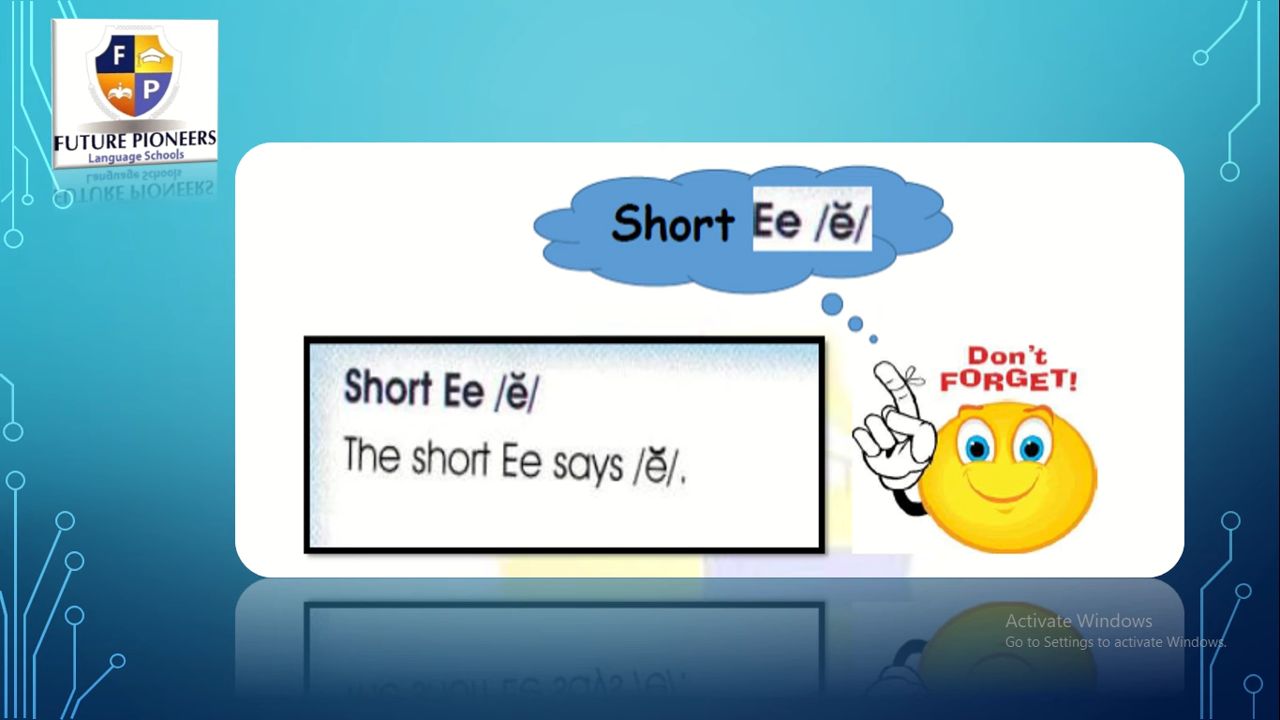 F
P
FUTURE PIONEERS
Language Schools
Short Ee /ĕ/
Short Ee /ĕ/
The short Ee says /ĕ/.
Don't
FORGET!
Activate Windows
Go to Settings to activate Windows.